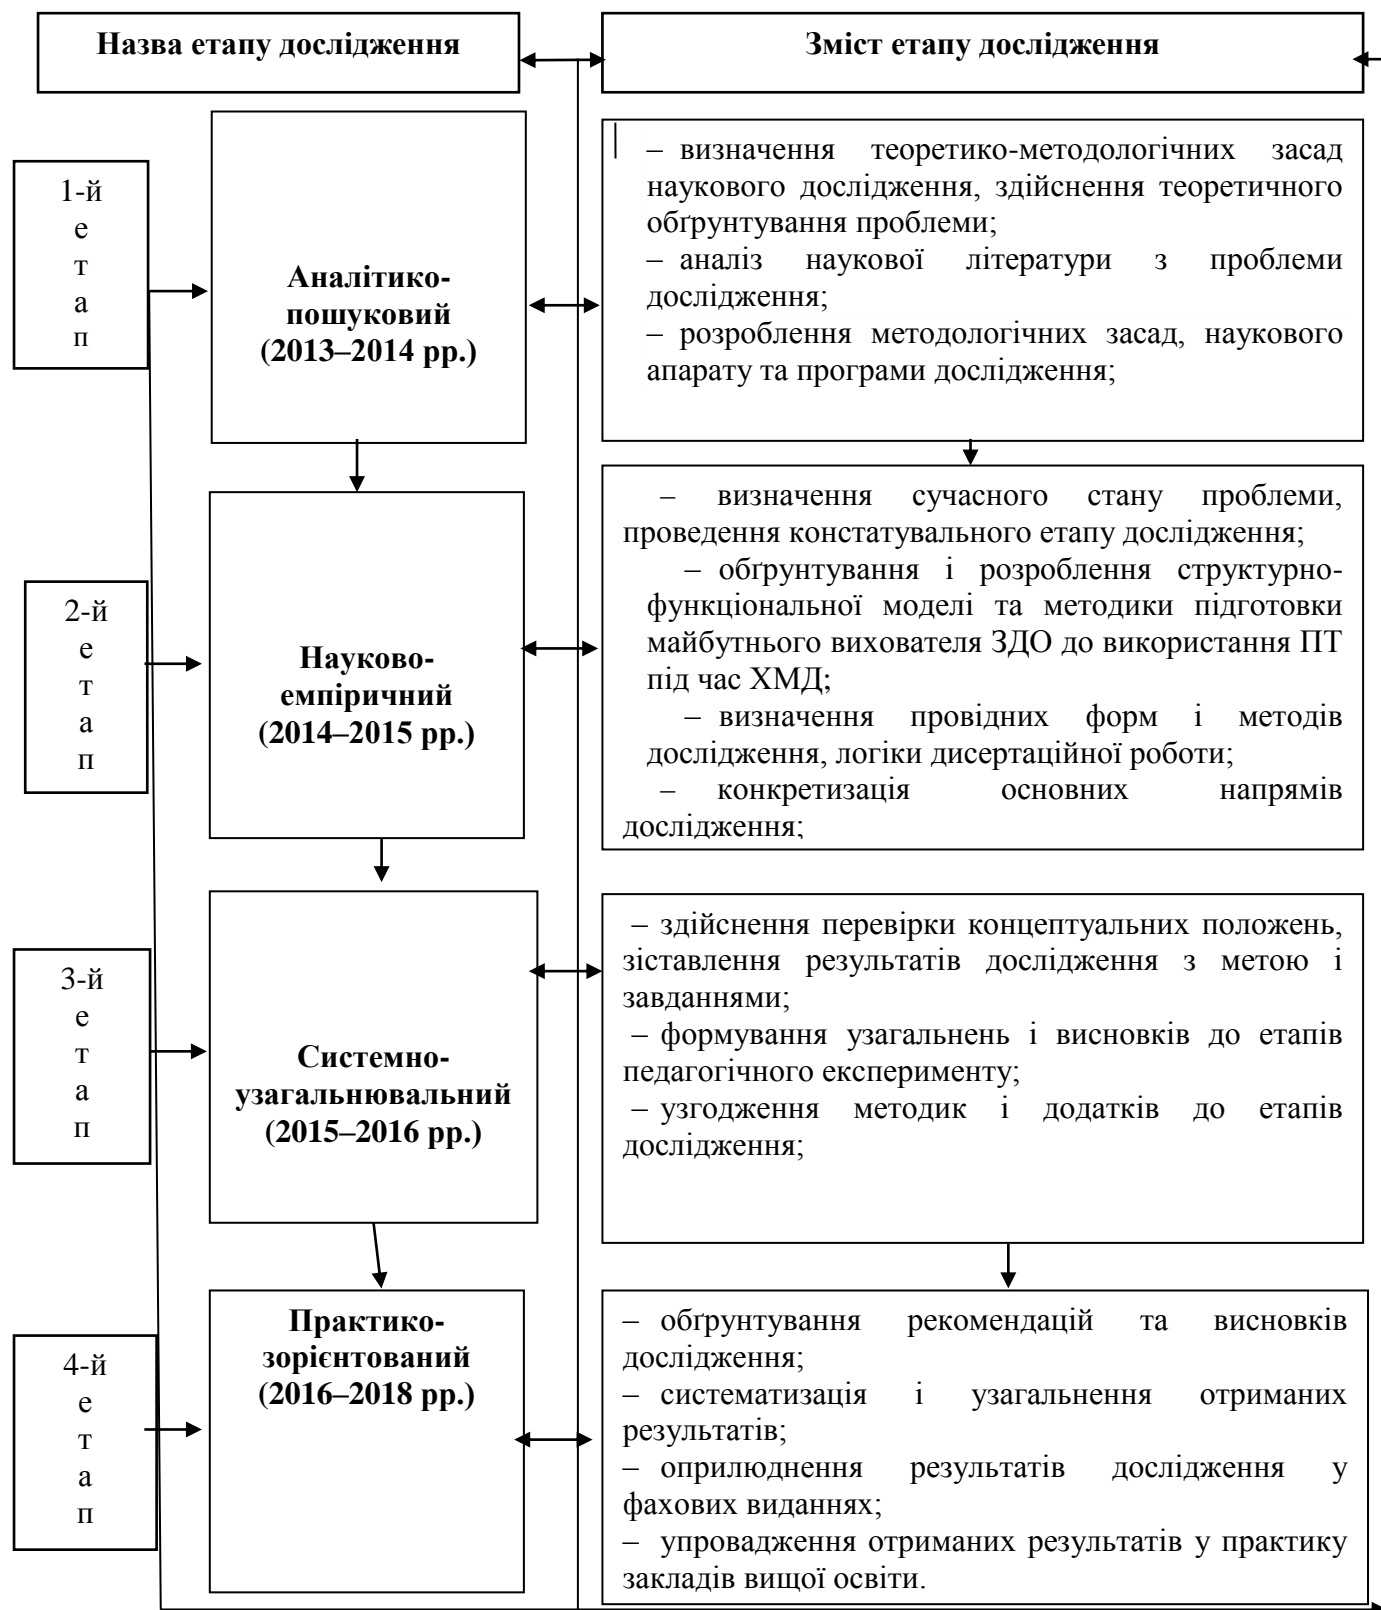 Назва етапу дослідження
Зміст етапу дослідження
1-й
е
т
а
п
Аналітико-
пошуковий
(2013–2014 рр.)
– визначення теоретико-методологічних засад
наукового дослідження, здійснення теоретичного
обґрунтування проблеми;
– аналіз наукової літератури з проблеми
дослідження;
– розроблення методологічних засад, наукового
апарату та програми дослідження;
2-й
е
т
а
п
Науково-
емпіричний
(2014–2015 рр.)
– визначення сучасного стану проблеми,
проведення констатувального етапу дослідження;
– обґрунтування і розроблення структурно-
функціональної моделі та методики підготовки
майбутнього вихователя ЗДО до використання ПТ
під час ХМД;
– визначення провідних форм і методів
дослідження, логіки дисертаційної роботи;
– конкретизація основних напрямів
дослідження;
3-й
е
т
а
п
Системно-
узагальнювальний
(2015–2016 рр.)
– здійснення перевірки концептуальних положень,
зіставлення результатів дослідження з метою і
завданнями;
– формування узагальнень і висновків до етапів
педагогічного експерименту;
– узгодження методик і додатків до етапів
дослідження;
4-й
е
т
а
п
Практико-
зорієнтований
(2016–2018 рр.)
– обґрунтування рекомендацій та висновків
дослідження;
– систематизація і узагальнення отриманих
результатів;
– оприлюднення результатів дослідження у
фахових виданнях;
– упровадження отриманих результатів у практику
закладів вищої освіти.